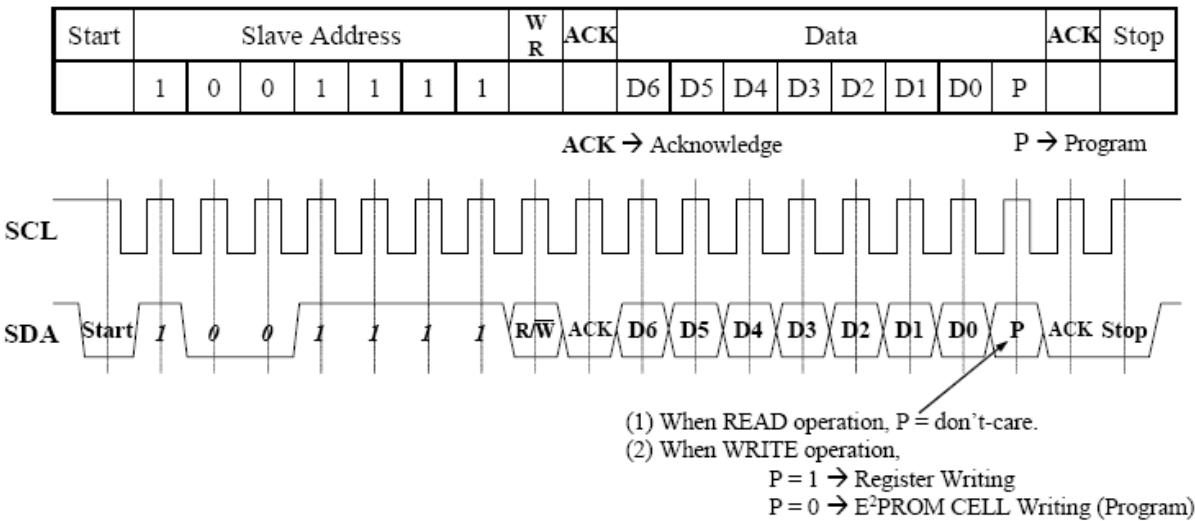 Start Slave Address W R ACK Data ACK Stop
1 0 0 1 1 1 1 D6 D5 D4 D3 D2 D1 D0 P
ACK → Acknowledge P → Program
SCL
SDA Start 1 0 0 1 1 1 1 R/W̅ ACK D6 D5 D4 D3 D2 D1 D0 P ACK Stop
(1) When READ operation, P = don’t-care.
(2) When WRITE operation,
P = 1 → Register Writing
P = 0 → E²PROM CELL Writing (Program)